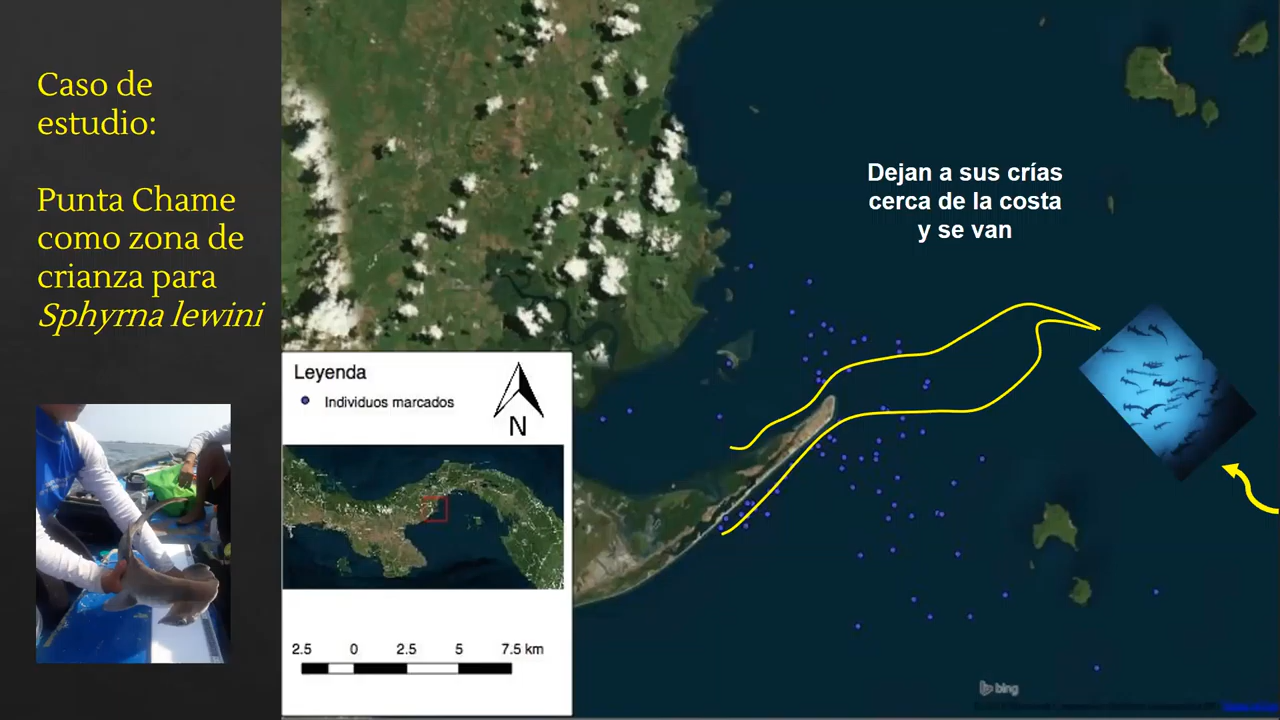 Caso de
estudio:
Punta Chame
como zona de
crianza para
Sphyrna lewini
Dejan a sus crías
cerca de la costa
y se van
Leyenda
Individuos marcados
N
2.5 0 2.5 5 7.5 km
bing